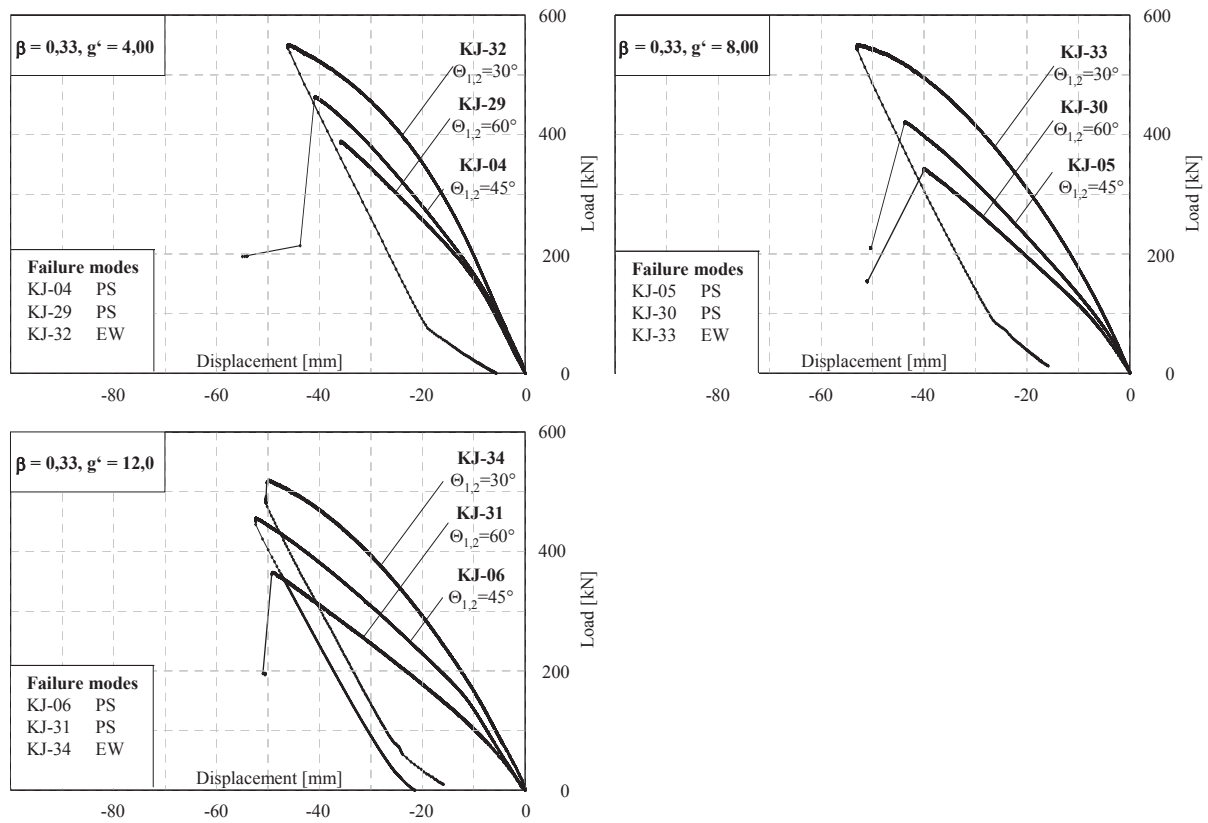 β = 0,33, g‘ = 4,00
600
KJ-32
Θ1,2=30°
KJ-29
Θ1,2=60°
400
KJ-04
Θ1,2=45°
Load [kN]
200
Failure modes
KJ-04 PS
KJ-29 PS
KJ-32 EW
Displacement [mm]
0
-80 -60 -40 -20 0
β = 0,33, g‘ = 8,00
600
KJ-33
Θ1,2=30°
KJ-30
Θ1,2=60°
400
KJ-05
Θ1,2=45°
Load [kN]
200
Failure modes
KJ-05 PS
KJ-30 PS
KJ-33 EW
Displacement [mm]
0
-80 -60 -40 -20 0
β = 0,33, g‘ = 12,0
600
KJ-34
Θ1,2=30°
KJ-31
Θ1,2=60°
400
KJ-06
Θ1,2=45°
Load [kN]
200
Failure modes
KJ-06 PS
KJ-31 PS
KJ-34 EW
Displacement [mm]
0
-80 -60 -40 -20 0